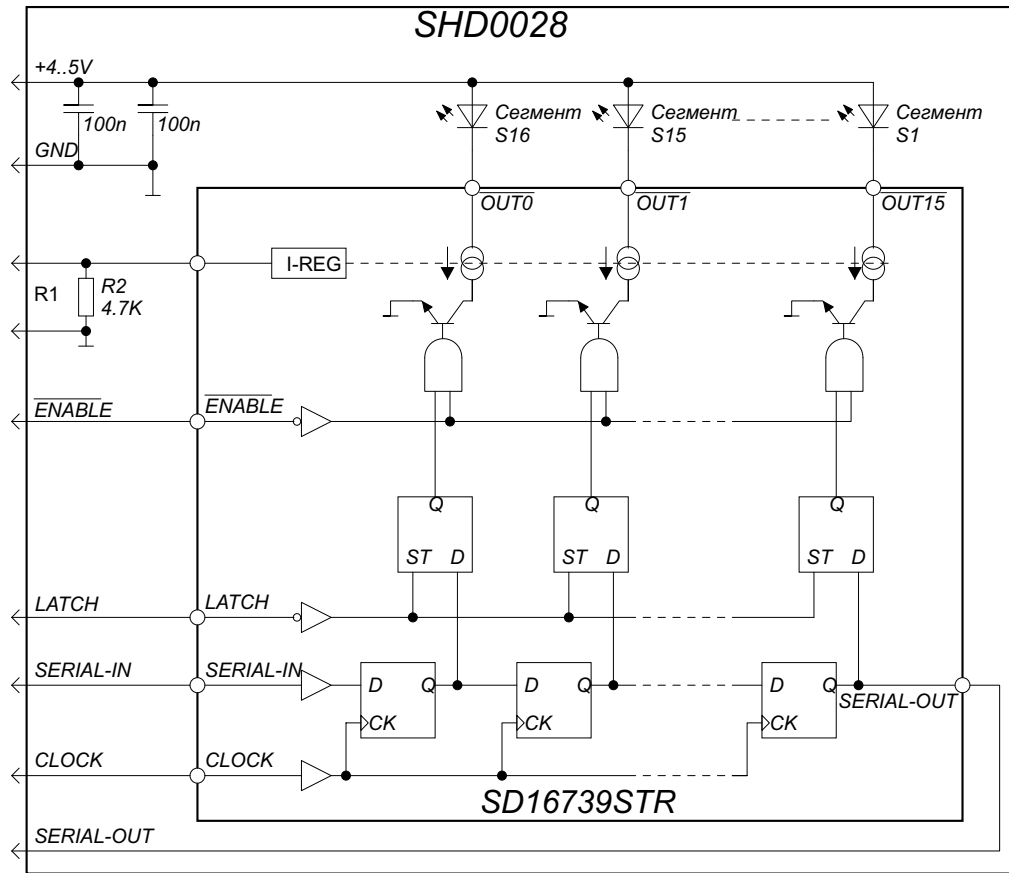 SHD0028
+4..5V
100n
100n
Сегмент
S16
Сегмент
S15
Сегмент
S1
GND
OUT0
OUT1
OUT15
I-REG
R1
R2
4.7K
ENABLE
ENABLE
Q
Q
Q
ST D
ST D
ST D
LATCH
LATCH
SERIAL-IN
SERIAL-IN
D Q
D Q
D Q
SERIAL-OUT
CK
CK
CK
CLOCK
CLOCK
SD16739STR
SERIAL-OUT